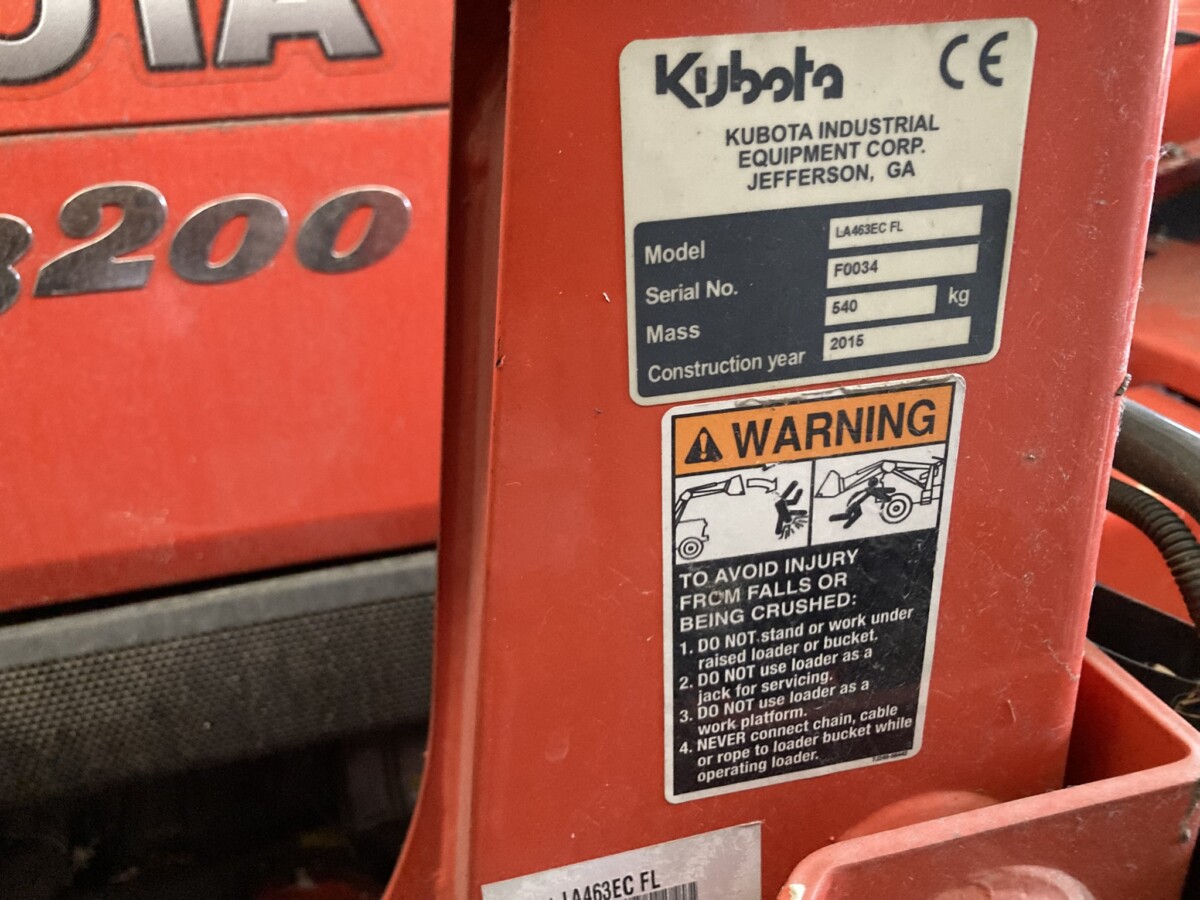 OTA
3200
Kubota CE
KUBOTA INDUSTRIAL
EQUIPMENT CORP.
JEFFERSON, GA
Model LA463EC FL
Serial No. F0034
Mass 540 kg
Construction year 2015
WARNING
TO AVOID INJURY
FROM FALLS OR
BEING CRUSHED:
1. DO NOT stand or work under
raised loader or bucket.
2. DO NOT use loader as a
jack for servicing.
3. DO NOT use loader as a
work platform.
4. NEVER connect chain, cable
or rope to loader bucket while
operating loader.
LA463EC FL